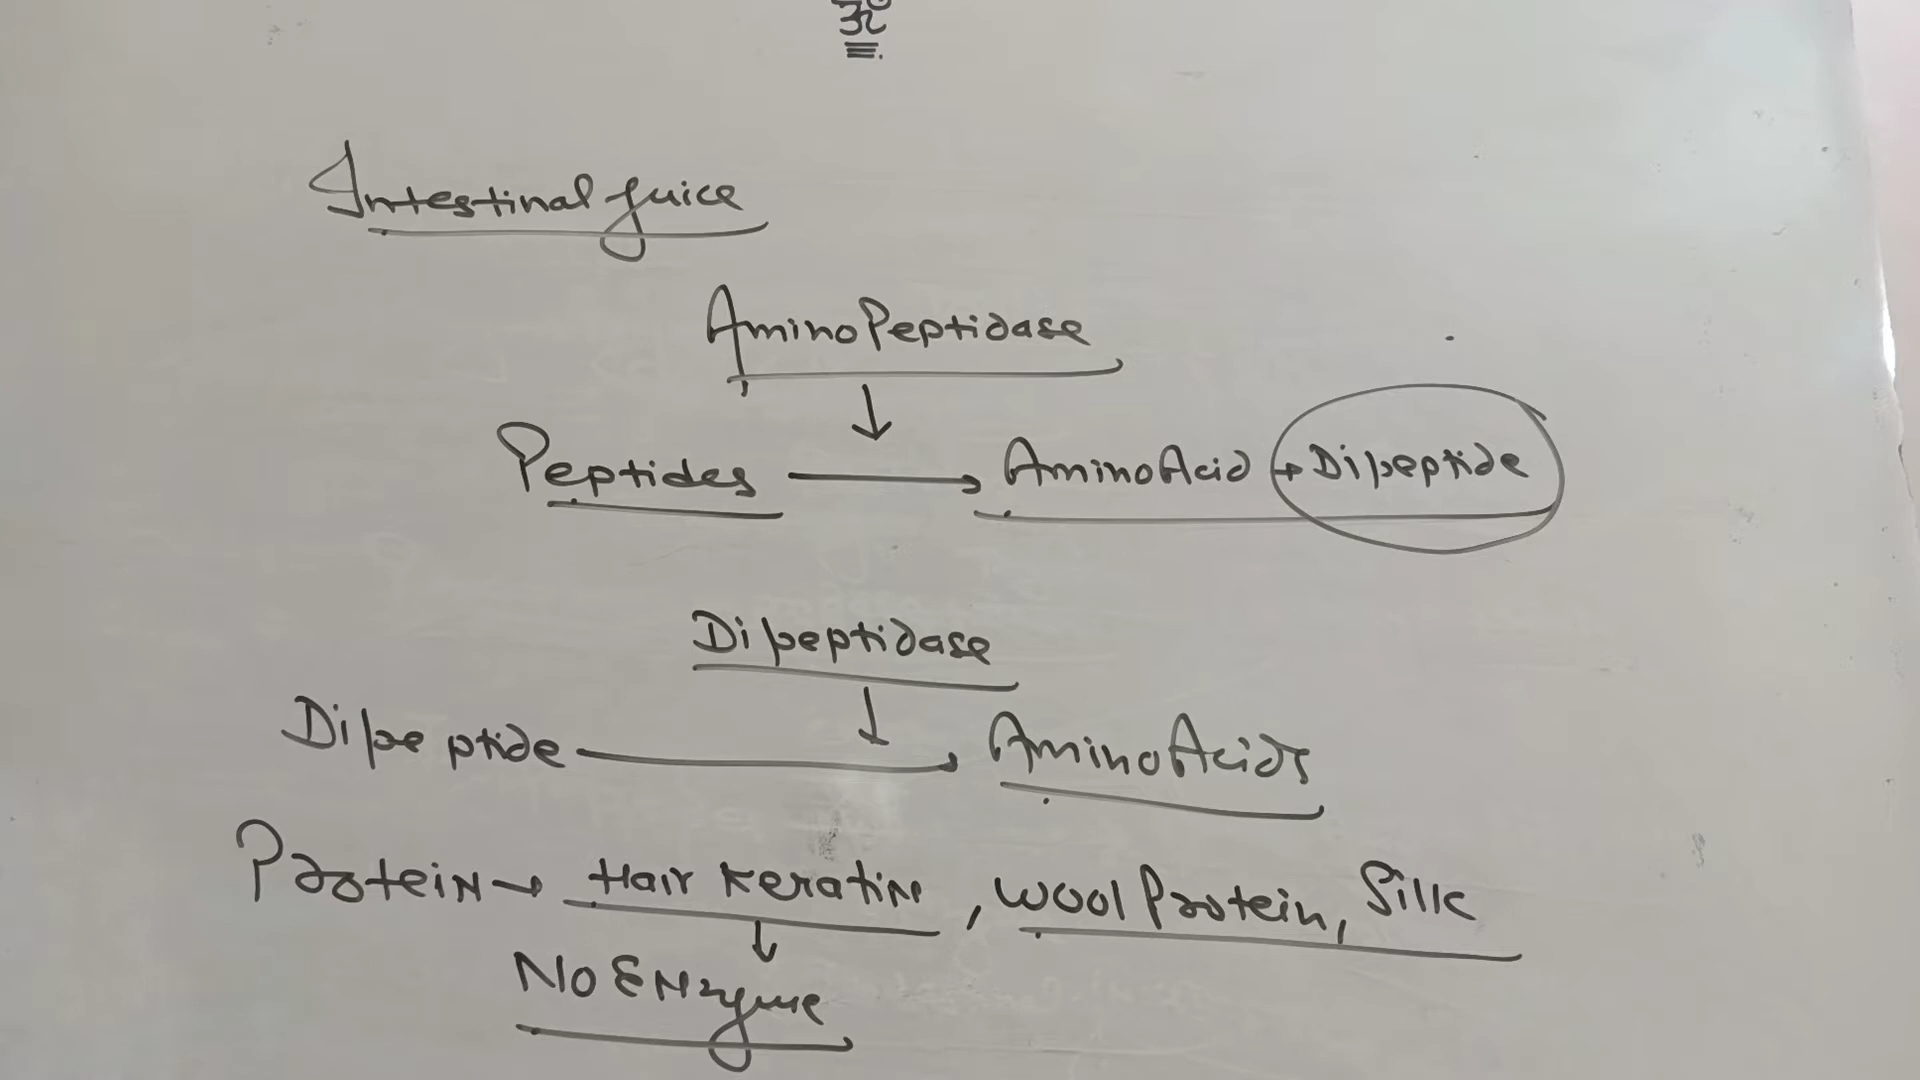 ॐ
Intestinal juice
AminoPeptidase
↓
Peptides → AminoAcid + Dipeptide
Dipeptidase
↓
Dipeptide → AminoAcids
Protein → Hair Keratin, Wool Protein, Silk
↓
No Enzyme